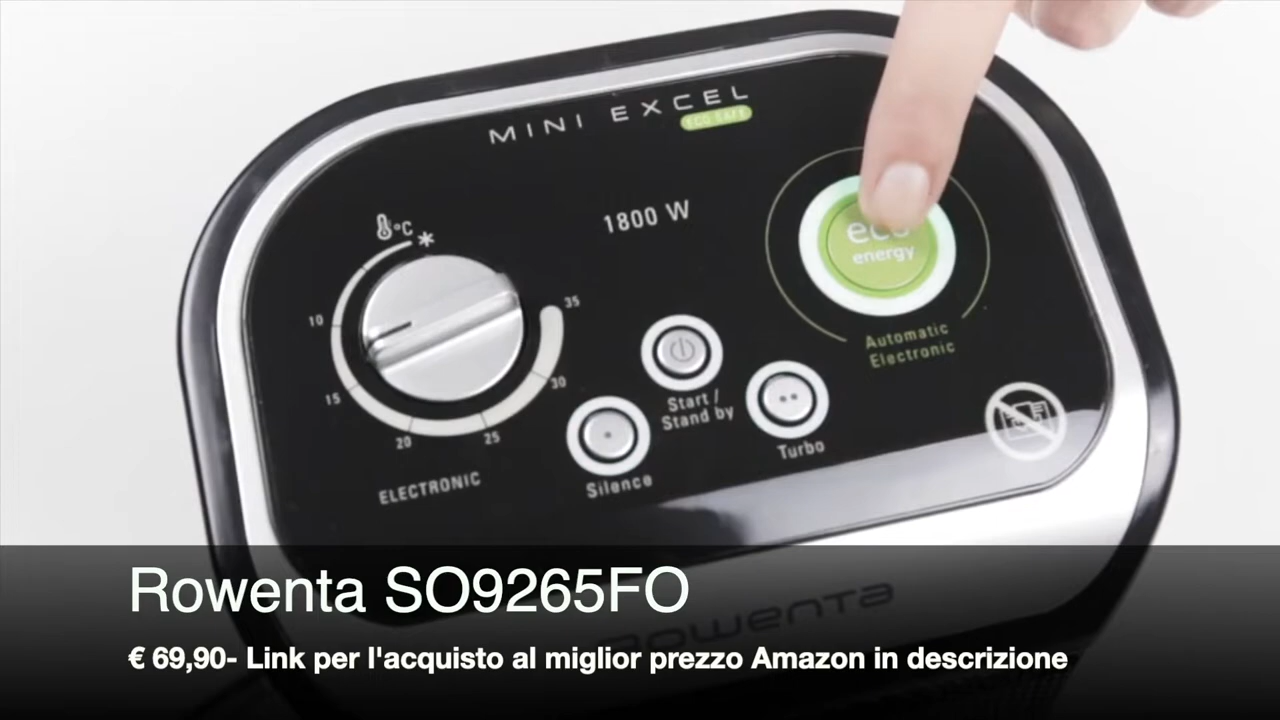 MINI EXCEL
ECO SAFE
1800 W
°C
10
15
20
25
30
35
ELECTRONIC
Silence
Start /
Stand by
Turbo
eco
energy
Automatic
Electronic
Rowenta
Rowenta SO9265FO
€ 69,90- Link per l'acquisto al miglior prezzo Amazon in descrizione